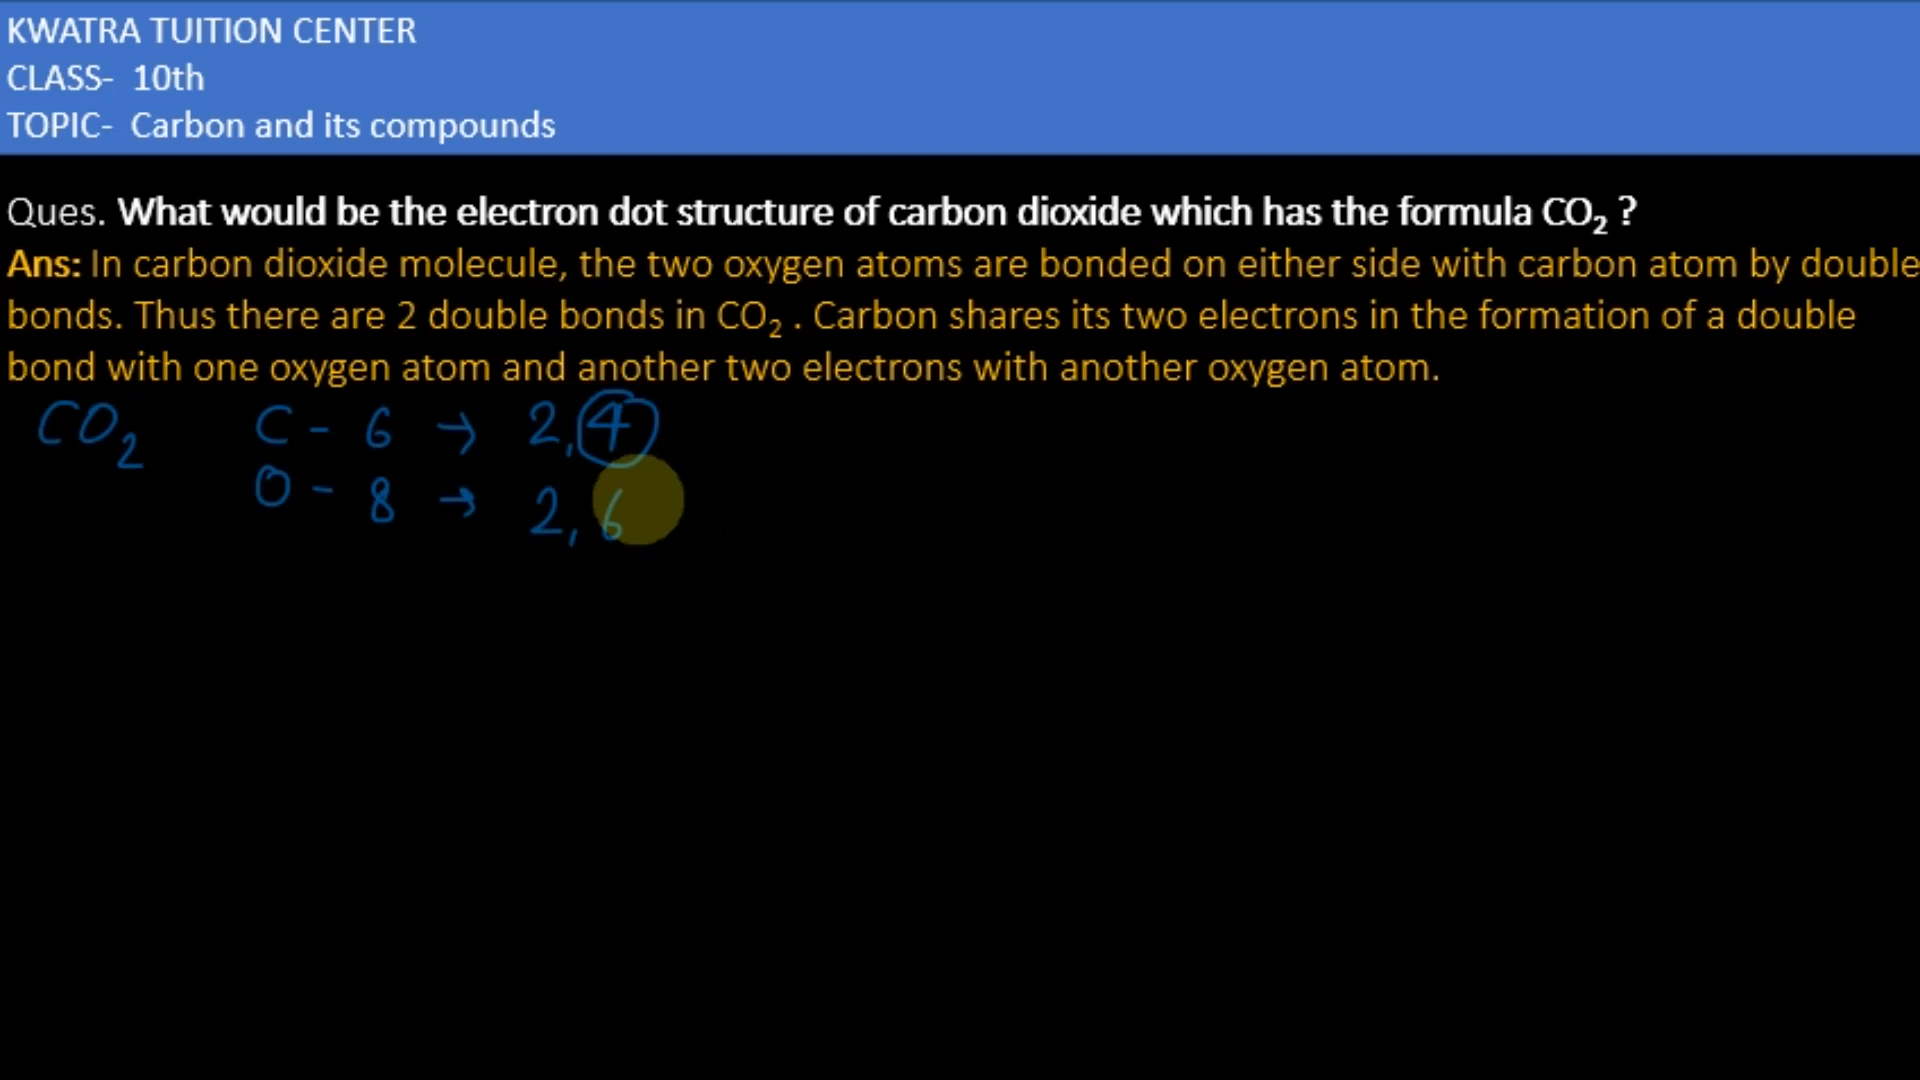 KWATRA TUITION CENTER
CLASS- 10th
TOPIC- Carbon and its compounds
Ques. What would be the electron dot structure of carbon dioxide which has the formula CO₂ ?
Ans: In carbon dioxide molecule, the two oxygen atoms are bonded on either side with carbon atom by double
bonds. Thus there are 2 double bonds in CO₂ . Carbon shares its two electrons in the formation of a double
bond with one oxygen atom and another two electrons with another oxygen atom.
CO₂ C - 6 → 2,4
O - 8 → 2,6